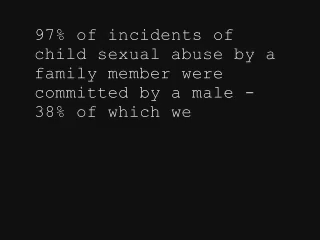 97% of incidents of
child sexual abuse by a
family member were
committed by a male -
38% of which we